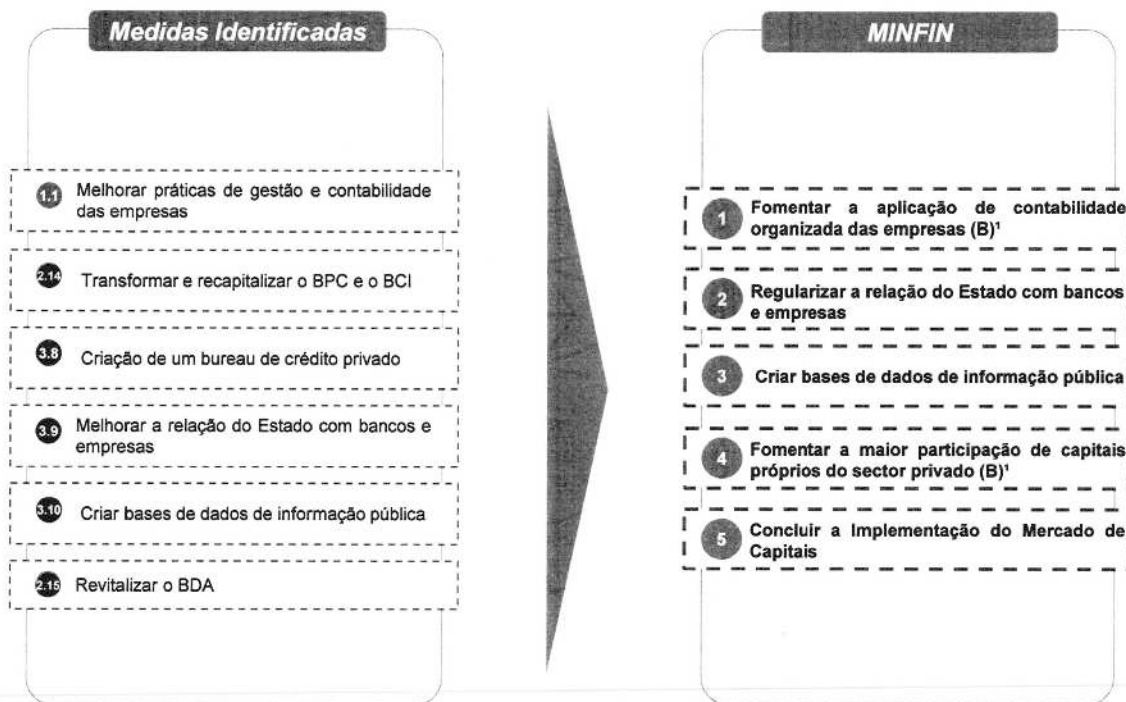 Medidas Identificadas
1.1 Melhorar práticas de gestão e contabilidade
das empresas
2.14 Transformar e recapitalizar o BPC e o BCI
3.8 Criação de um bureau de crédito privado
3.9 Melhorar a relação do Estado com bancos e
empresas
3.10 Criar bases de dados de informação pública
2.15 Revitalizar o BDA
MINFIN
1 Fomentar a aplicação de contabilidade
organizada das empresas (B)¹
2 Regularizar a relação do Estado com bancos
e empresas
3 Criar bases de dados de informação pública
4 Fomentar a maior participação de capitais
próprios do sector privado (B)¹
5 Concluir a Implementação do Mercado de
Capitais